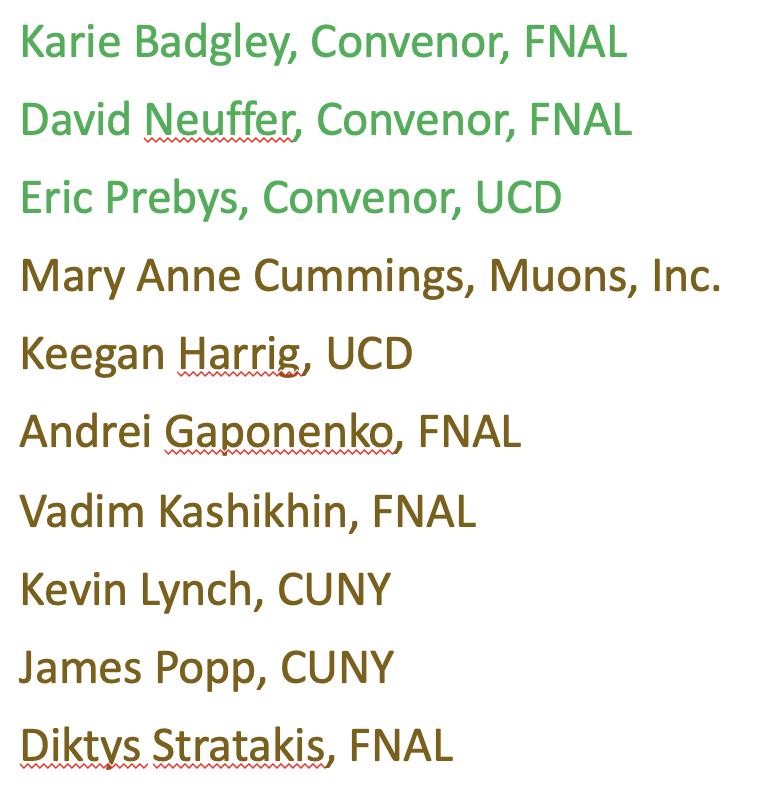 Karie Badgley, Convenor, FNAL
David Neuffer, Convenor, FNAL
Eric Prebys, Convenor, UCD
Mary Anne Cummings, Muons, Inc.
Keegan Harrig, UCD
Andrei Gaponenko, FNAL
Vadim Kashikhin, FNAL
Kevin Lynch, CUNY
James Popp, CUNY
Diktys Stratakis, FNAL